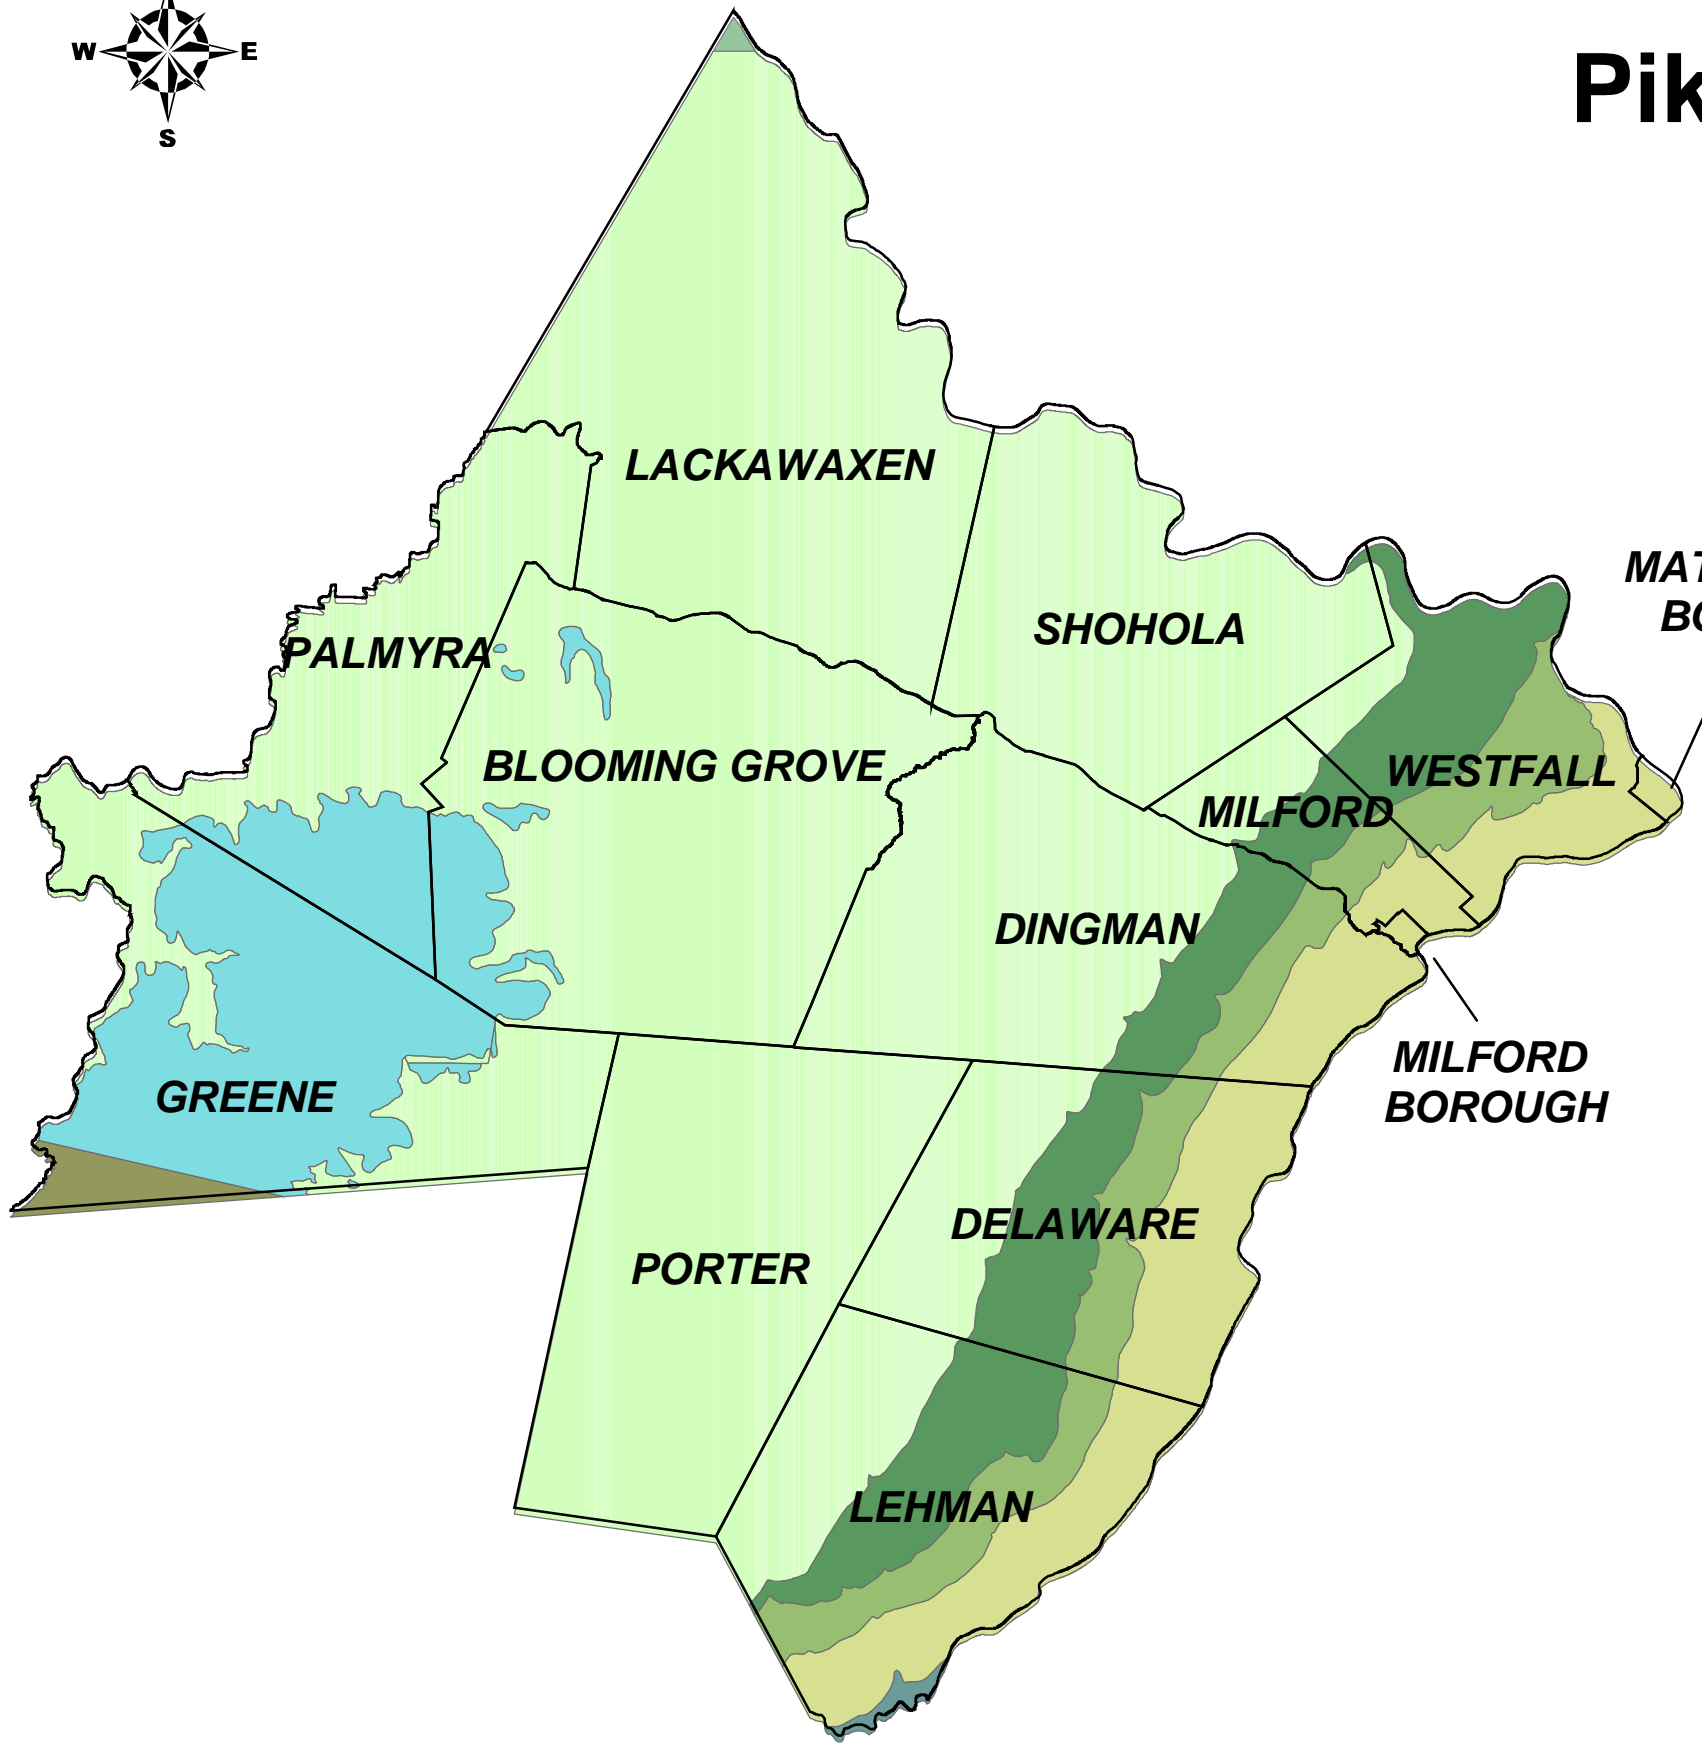 W E
S
Pik
LACKAWAXEN
MAT
BO
SHOHOLA
PALMYRA
BLOOMING GROVE
WESTFALL
MILFORD
DINGMAN
MILFORD
BOROUGH
GREENE
DELAWARE
PORTER
LEHMAN